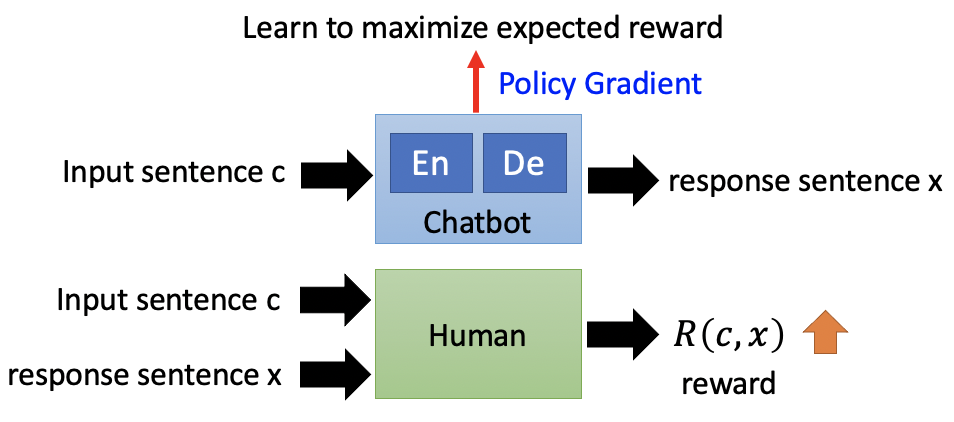 Learn to maximize expected reward
Policy Gradient
Input sentence c
En
De
Chatbot
response sentence x
Input sentence c
response sentence x
Human
R(c, x)
reward